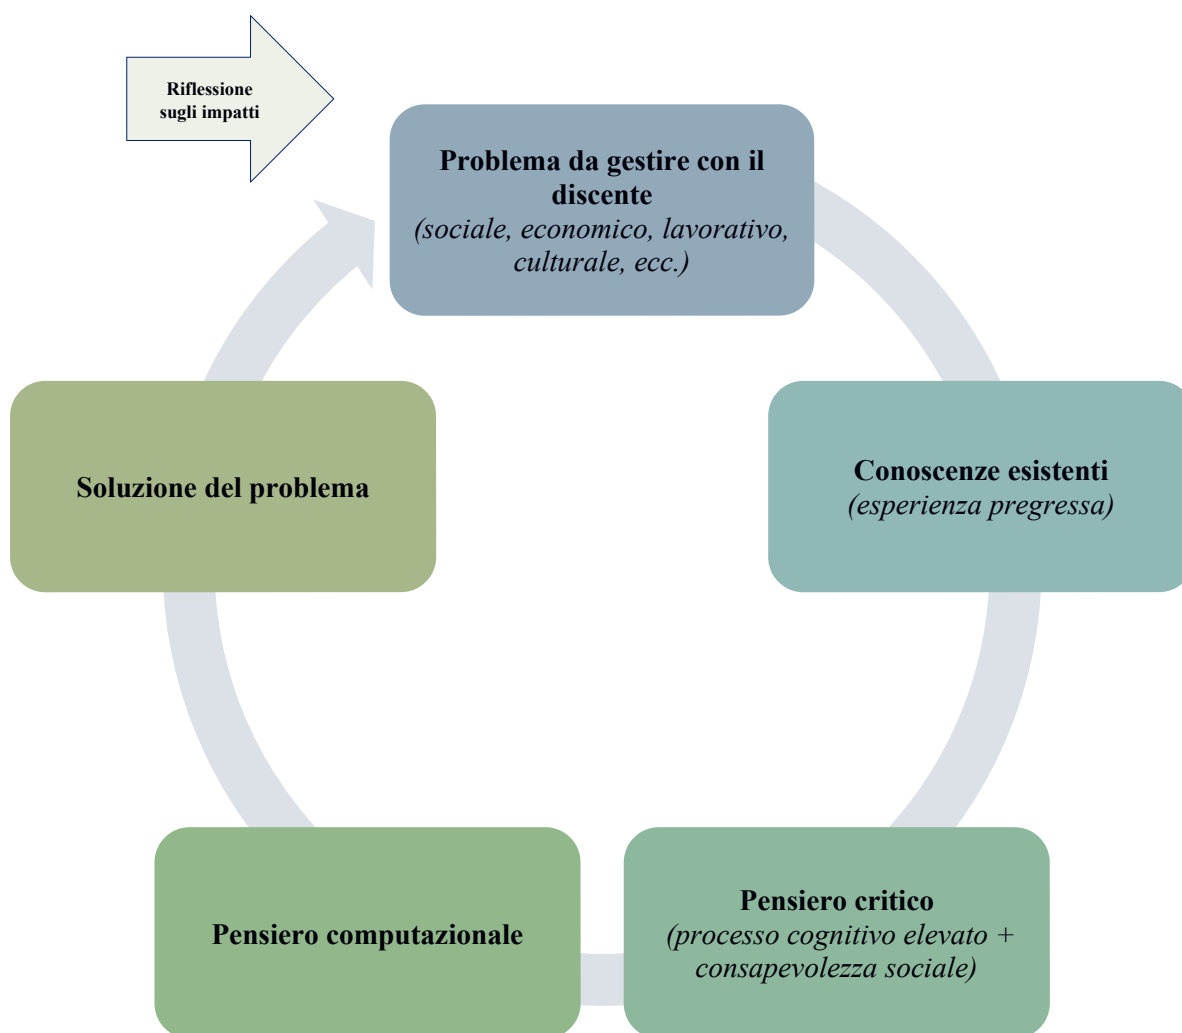 Riflessione
sugli impatti
Problema da gestire con il
discente
(sociale, economico, lavorativo,
culturale, ecc.)
Conoscenze esistenti
(esperienza pregressa)
Pensiero critico
(processo cognitivo elevato +
consapevolezza sociale)
Pensiero computazionale
Soluzione del problema